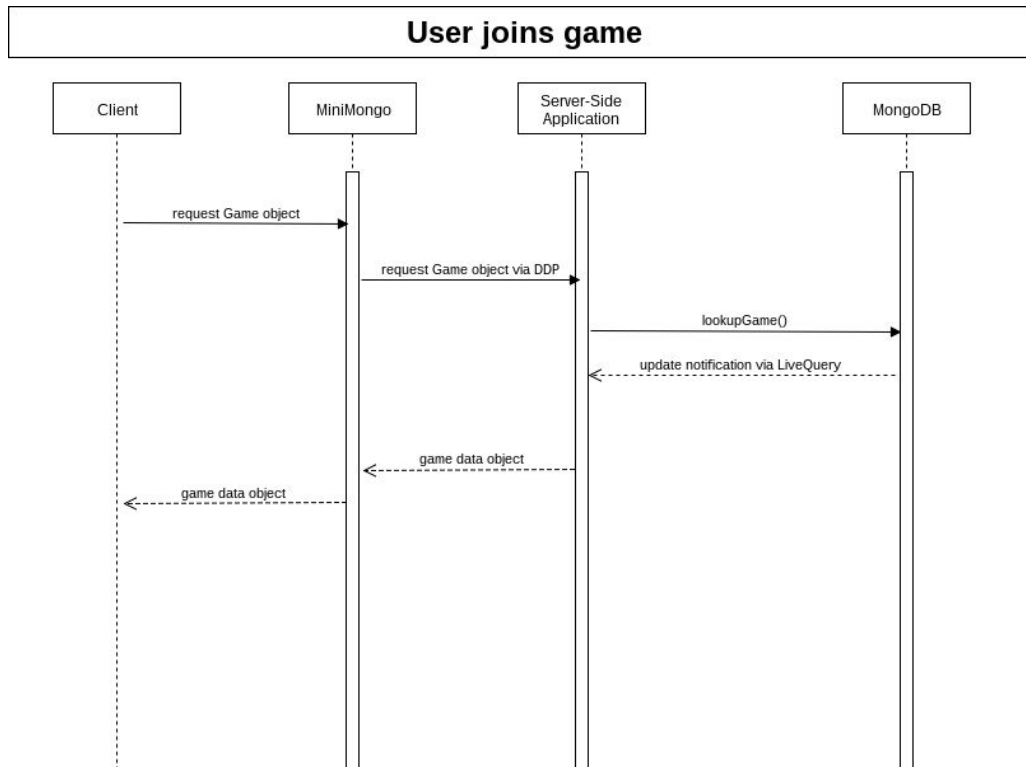 User joins game
Client
MiniMongo
Server-Side
Application
MongoDB
request Game object
request Game object via DDP
lookupGame()
update notification via LiveQuery
game data object
game data object